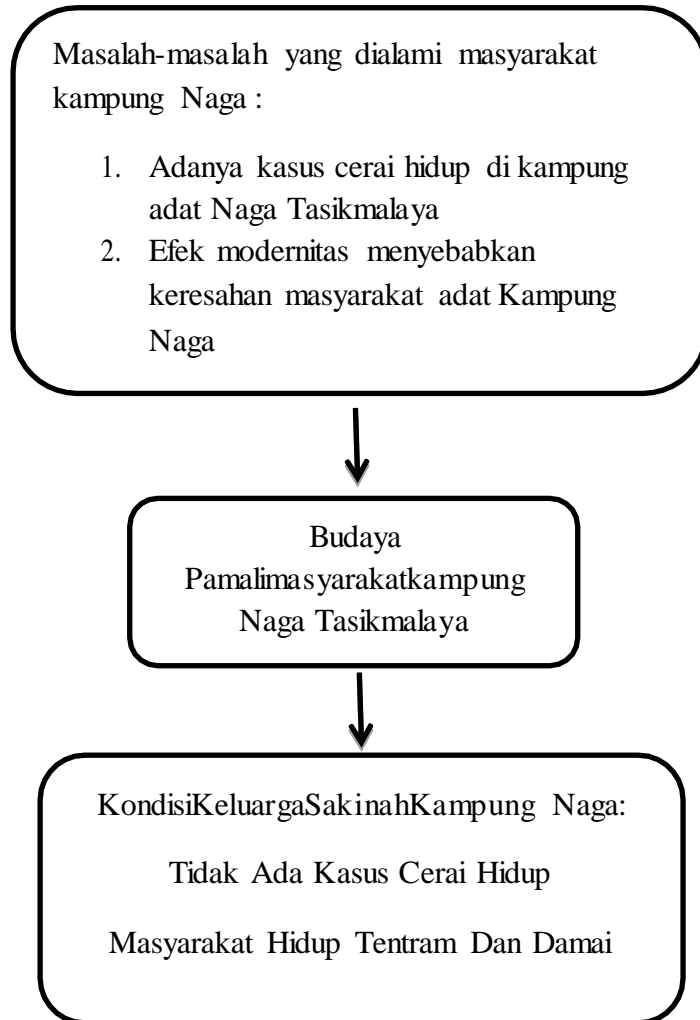 Masalah-masalah yang dialami masyarakat
kampung Naga :
1. Adanya kasus cerai hidup di kampung
adat Naga Tasikmalaya
2. Efek modernitas menyebabkan
keresahan masyarakat adat Kampung
Naga
Budaya
Pamalimasyarakatkampung
Naga Tasikmalaya
KondisiKeluargaSakinahKampung Naga:
Tidak Ada Kasus Cerai Hidup
Masyarakat Hidup Tentram Dan Damai